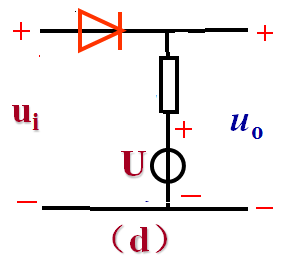 + +
uᵢ + uₒ
U
− − −
(d)